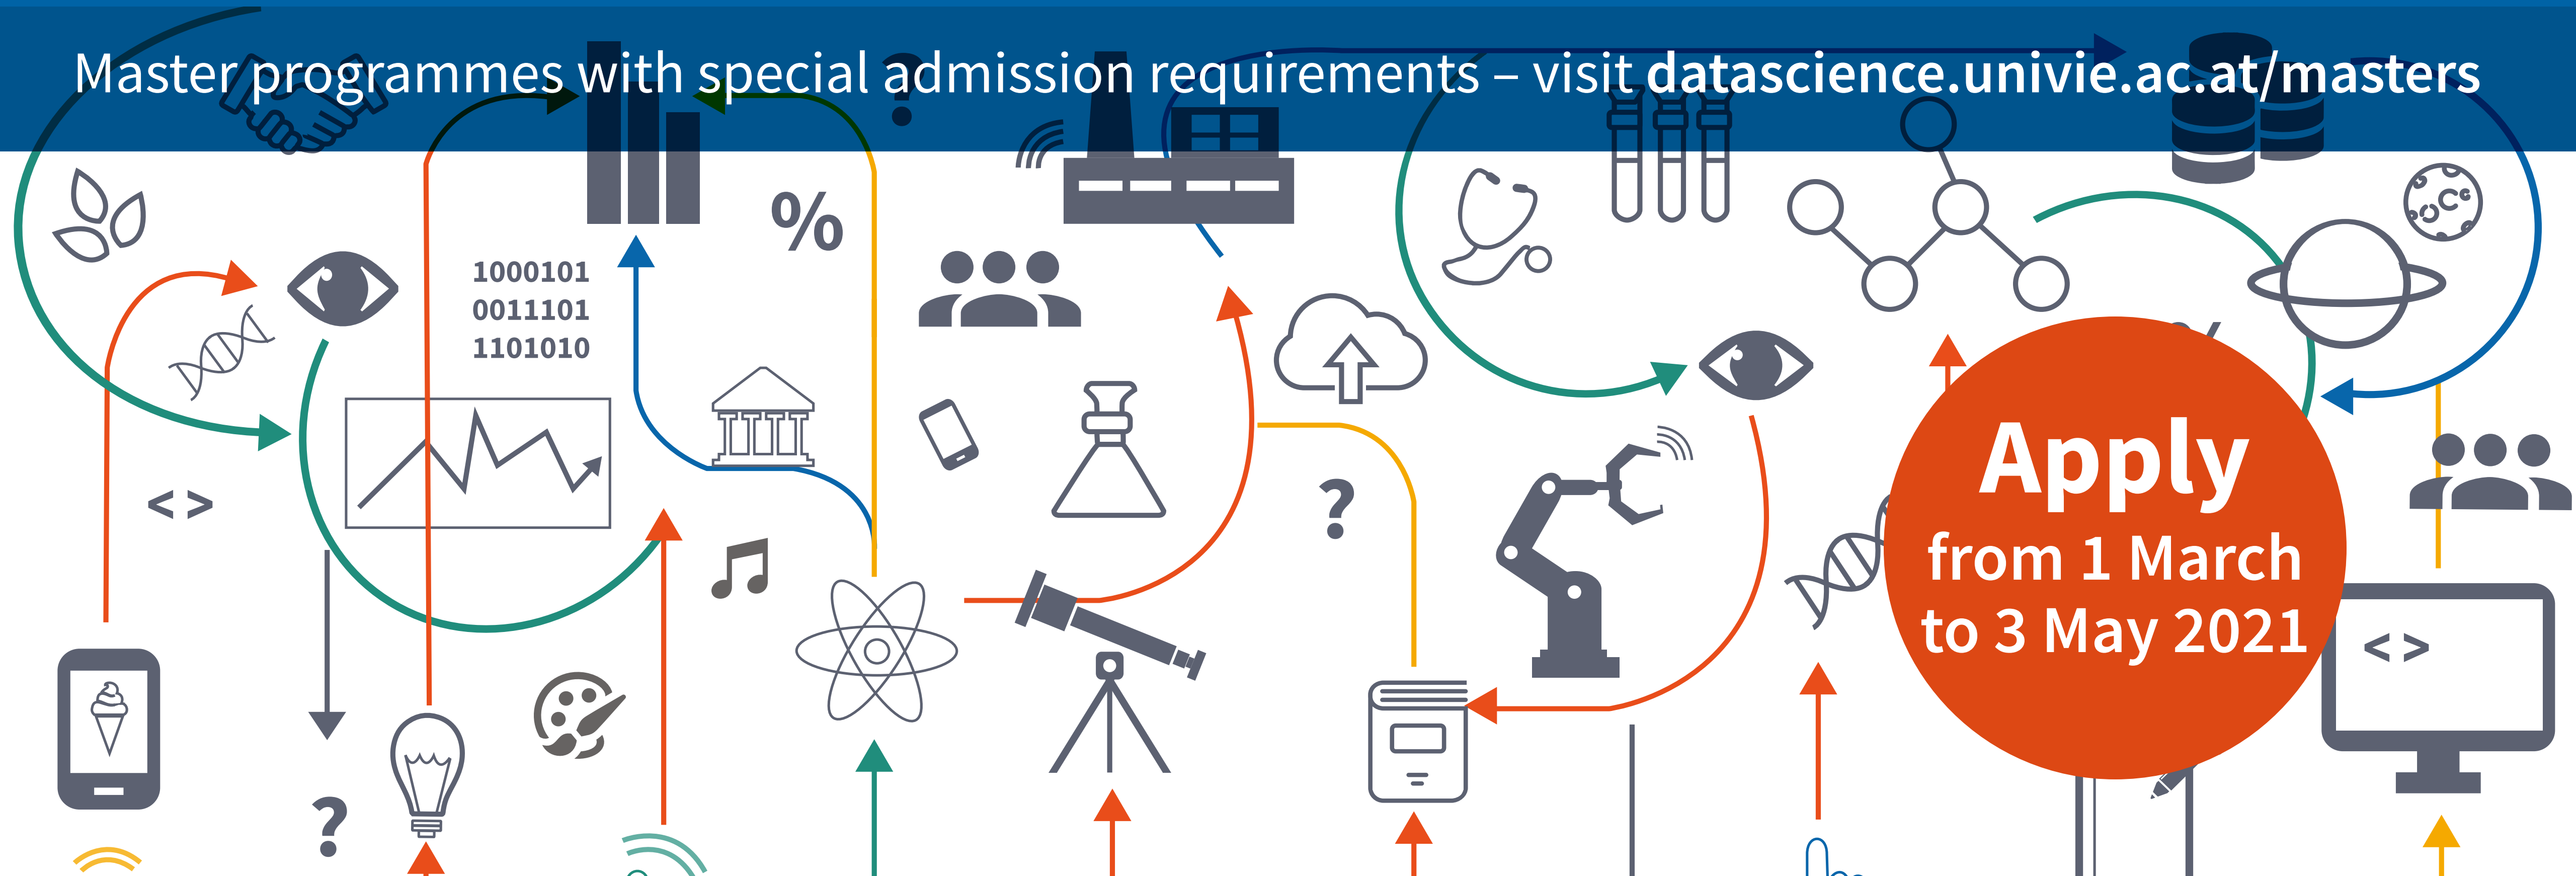 Master programmes with special admission requirements – visit datascience.univie.ac.at/masters
?
%
1000101
0011101
1101010
< >
?
Apply
from 1 March
to 3 May 2021
< >
?